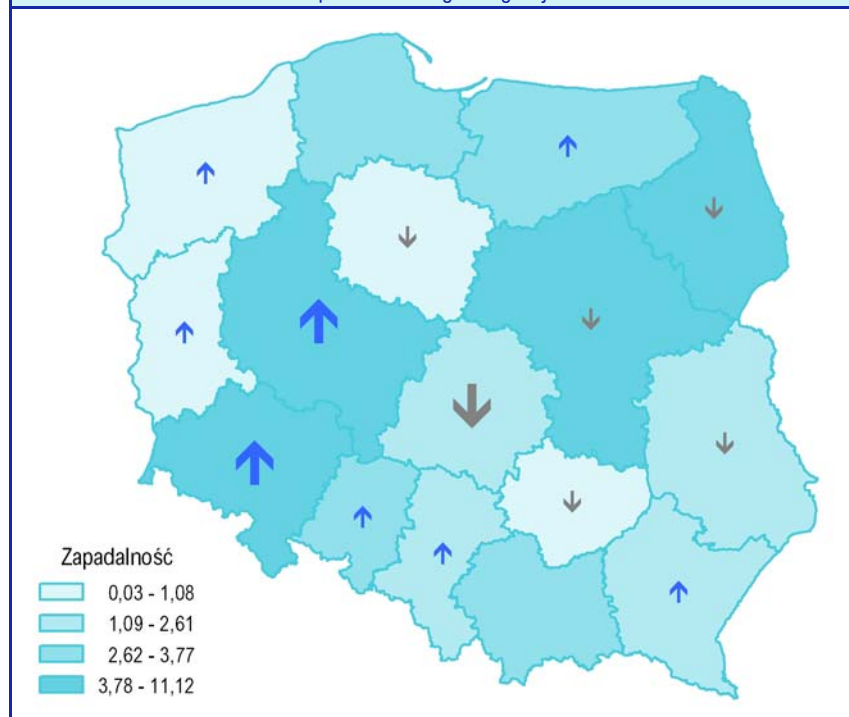 Zapadalność
0,03 - 1,08
1,09 - 2,61
2,62 - 3,77
3,78 - 11,12